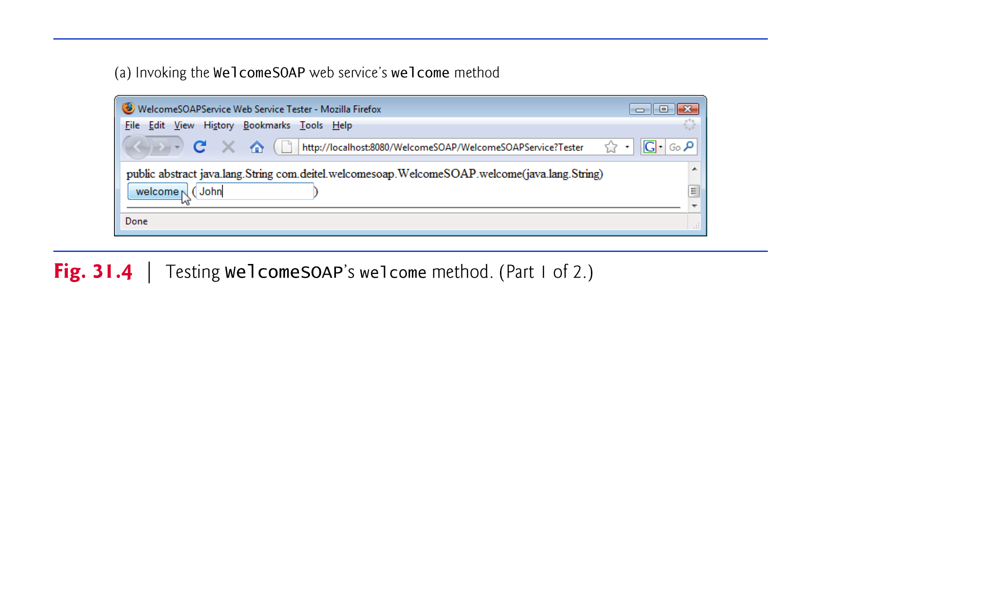 (a) Invoking the WelcomeSOAP web service’s welcome method
WelcomeSOAPService Web Service Tester - Mozilla Firefox
File Edit View History Bookmarks Tools Help
http://localhost:8080/WelcomeSOAP/WelcomeSOAPService?Tester G Go
public abstract java.lang.String com.deitel.welcomesoap.WelcomeSOAP.welcome(java.lang.String)
welcome (John)
Done
Fig. 31.4 | Testing WelcomeSOAP’s welcome method. (Part 1 of 2.)